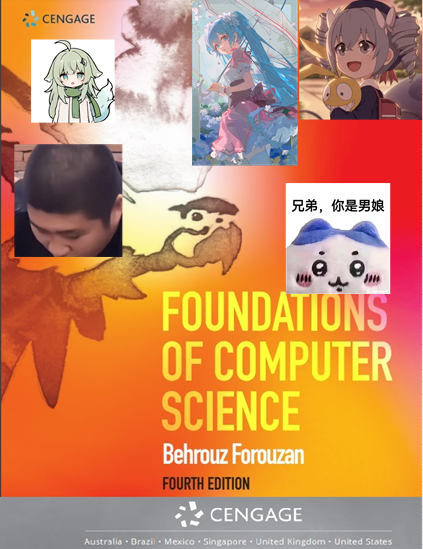 CENGAGE
兄弟，你是男娘
FOUNDATIONS
OF COMPUTER
SCIENCE
Behrouz Forouzan
FOURTH EDITION
CENGAGE
Australia • Brazil • Mexico • Singapore • United Kingdom • United States